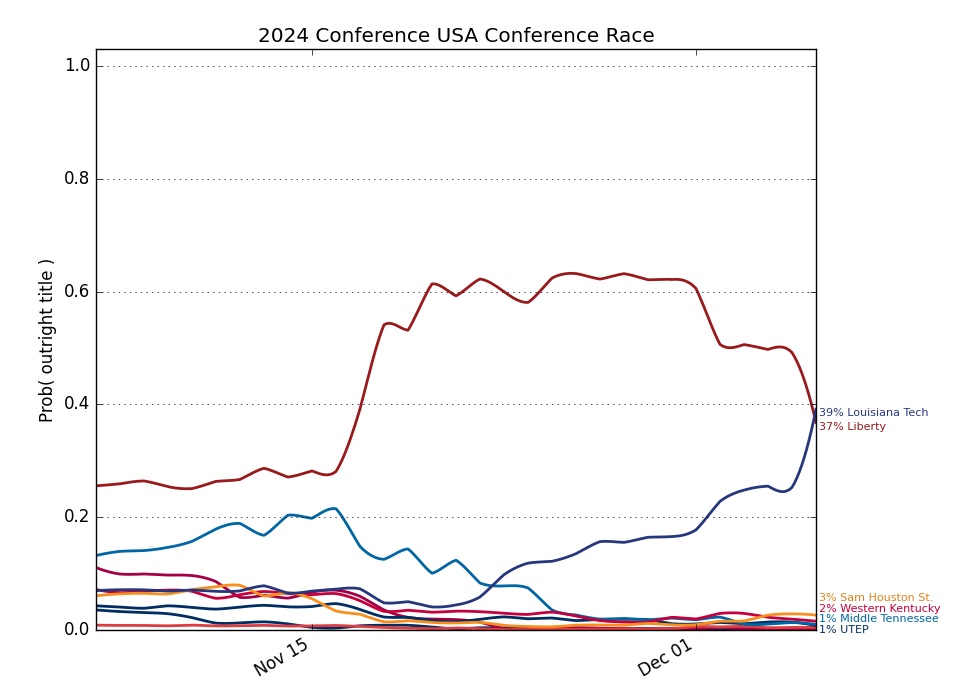 2024 Conference USA Conference Race
Prob( outright title )
1.0
0.8
0.6
0.4
0.2
0.0
Nov 15
Dec 01
39% Louisiana Tech
37% Liberty
3% Sam Houston St.
2% Western Kentucky
1% Middle Tennessee
1% UTEP